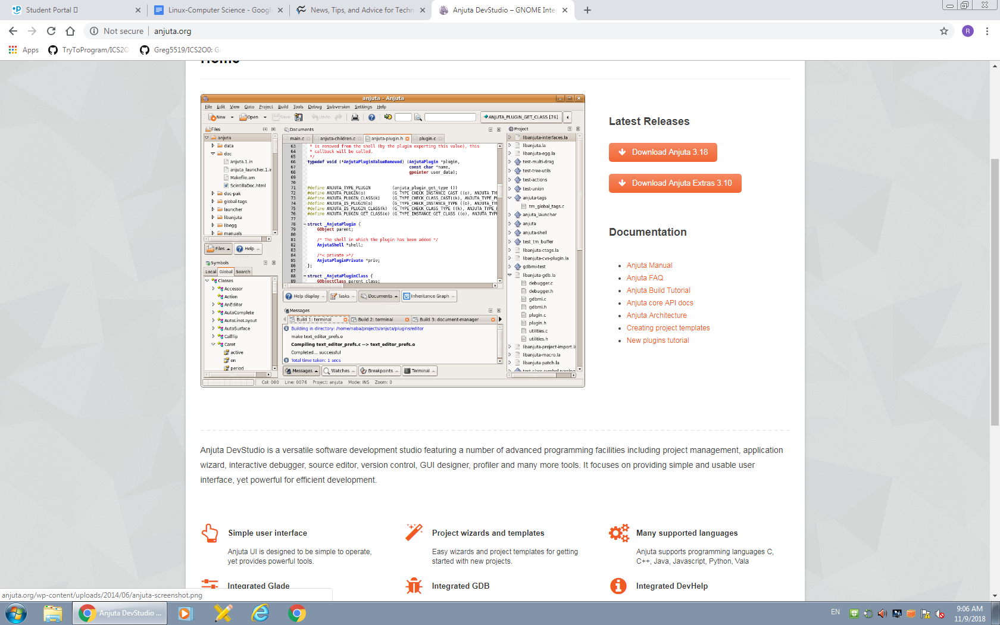 Student Portal
Linux-Computer Science - Googl
News, Tips, and Advice for Techn
Anjuta DevStudio – GNOME Inte
Not secure
anjuta.org
R
Apps
TryToProgram/ICS2O
Greg5519/ICS2O0: G
Home
anjuta - Anjuta
File Edit View Goto Project Build Tools Debug Subversion Settings Help
New Open Save Undo ANJUTA_PLUGIN_GET_CLASS [76]
Files
anjuta
data
doc
anjuta.1.in
anjuta_launcher.1.in
Makefile.am
ScintillaDoc.html
doc-pak
global-tags
launcher
libanjuta
libegg
manuals
Files Help
Symbols
Local Global Search
Classes
Accessor
Action
AnEditor
AutoComplete
AutoLineLayout
AutoSurface
CallTip
Caret
active
on
period
Documents
main.c anjuta-children.c anjuta-plugin.h plugin.c
63 * is removed from the shell (by the plugin exporting this value), this
64 * callback will be called.
65 */
66 typedef void (*AnjutaPluginValueRemoved) (AnjutaPlugin *plugin,
67 const char *name,
68 gpointer user_data);
69
70
71 #define ANJUTA_TYPE_PLUGIN (anjuta_plugin_get_type ())
72 #define ANJUTA_PLUGIN(o) (G_TYPE_CHECK_INSTANCE_CAST ((o), ANJUTA_TY
73 #define ANJUTA_PLUGIN_CLASS(k) (G_TYPE_CHECK_CLASS_CAST((k), ANJUTA_TYPE_P
74 #define ANJUTA_IS_PLUGIN(o) (G_TYPE_CHECK_INSTANCE_TYPE ((o), ANJUTA_TYP
75 #define ANJUTA_IS_PLUGIN_CLASS(k) (G_TYPE_CHECK_CLASS_TYPE ((k), ANJUTA_TYPE_
76 #define ANJUTA_PLUGIN_GET_CLASS(o) (G_TYPE_INSTANCE_GET_CLASS ((o), ANJUTA_TYP
77
78 struct _AnjutaPlugin {
79 GObject parent;
80
81 /* The shell in which the plugin has been added */
82 AnjutaShell *shell;
83
84 /*< private >*/
85 AnjutaPluginPrivate *priv;
86 };
87
88 struct _AnjutaPluginClass {
89 GObjectClass parent_class;
Help display Tasks Documents Inheritance Graph
Messages
Build 1: terminal Build 2: terminal Build 3: document-manager
Building in directory: /home/naba/projects/anjuta/plugins/editor
make text_editor_prefs.o
Compiling text_editor_prefs.c --> text_editor_prefs.o
Completed... successful
Total time taken: 1 secs
Messages Watches Breakpoints Terminal
Col: 000 Line: 0076 Project: anjuta Mode: INS Zoom: 0
Project
libanjuta-interfaces.la
libanjuta.la
libanjuta-egg.la
test-multi-drag
test-tree-utils
test-actions
test-union
anjuta-tags
tm_global_tags.c
anjuta_launcher
anjuta
anjuta-shell
test_tm_buffer
libanjuta-ctags.la
libanjuta-cvs-plugin.la
gdbmi-test
libanjuta-gdb.la
debugger.c
debugger.h
gdbmi.c
gdbmi.h
plugin.c
plugin.h
utilities.c
utilities.h
libanjuta-project-import.la
libanjuta-macro.la
libanjuta-patch.la
test-class-symbol-parsing
Latest Releases
Download Anjuta 3.18
Download Anjuta Extras 3.10
Documentation
Anjuta Manual
Anjuta FAQ
Anjuta Build Tutorial
Anjuta core API docs
Anjuta Architecture
Creating project templates
New plugins tutorial
Anjuta DevStudio is a versatile software development studio featuring a number of advanced programming facilities including project management, application
wizard, interactive debugger, source editor, version control, GUI designer, profiler and many more tools. It focuses on providing simple and usable user
interface, yet powerful for efficient development.
Simple user interface
Anjuta UI is designed to be simple to operate,
yet provides powerful tools.
Project wizards and templates
Easy wizards and project templates for getting
started with new projects.
Many supported languages
Anjuta supports programming languages C,
C++, Java, Javascript, Python, Vala
Integrated Glade
Integrated GDB
Integrated DevHelp
anjuta.org/wp-content/uploads/2014/06/anjuta-screenshot.png
Anjuta DevStudio ...
EN
9:06 AM
11/9/2018